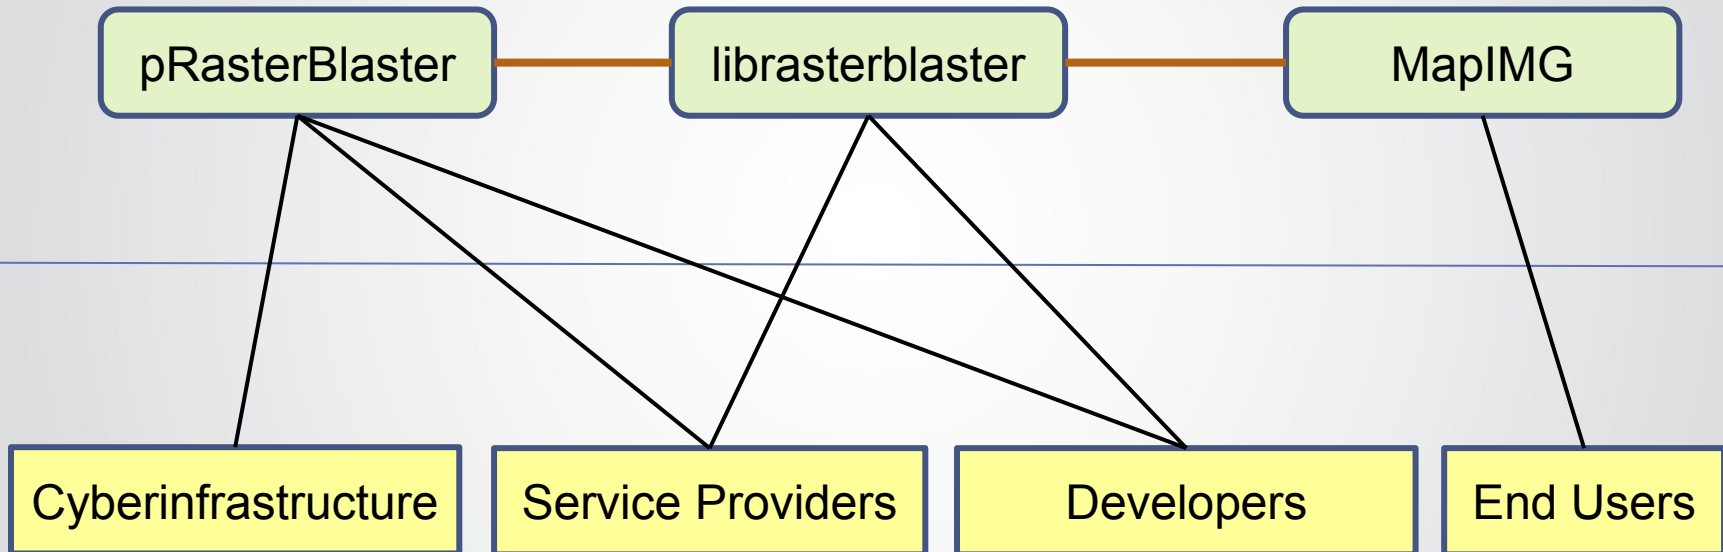 pRasterBlaster
librasterblaster
MapIMG
Cyberinfrastructure
Service Providers
Developers
End Users